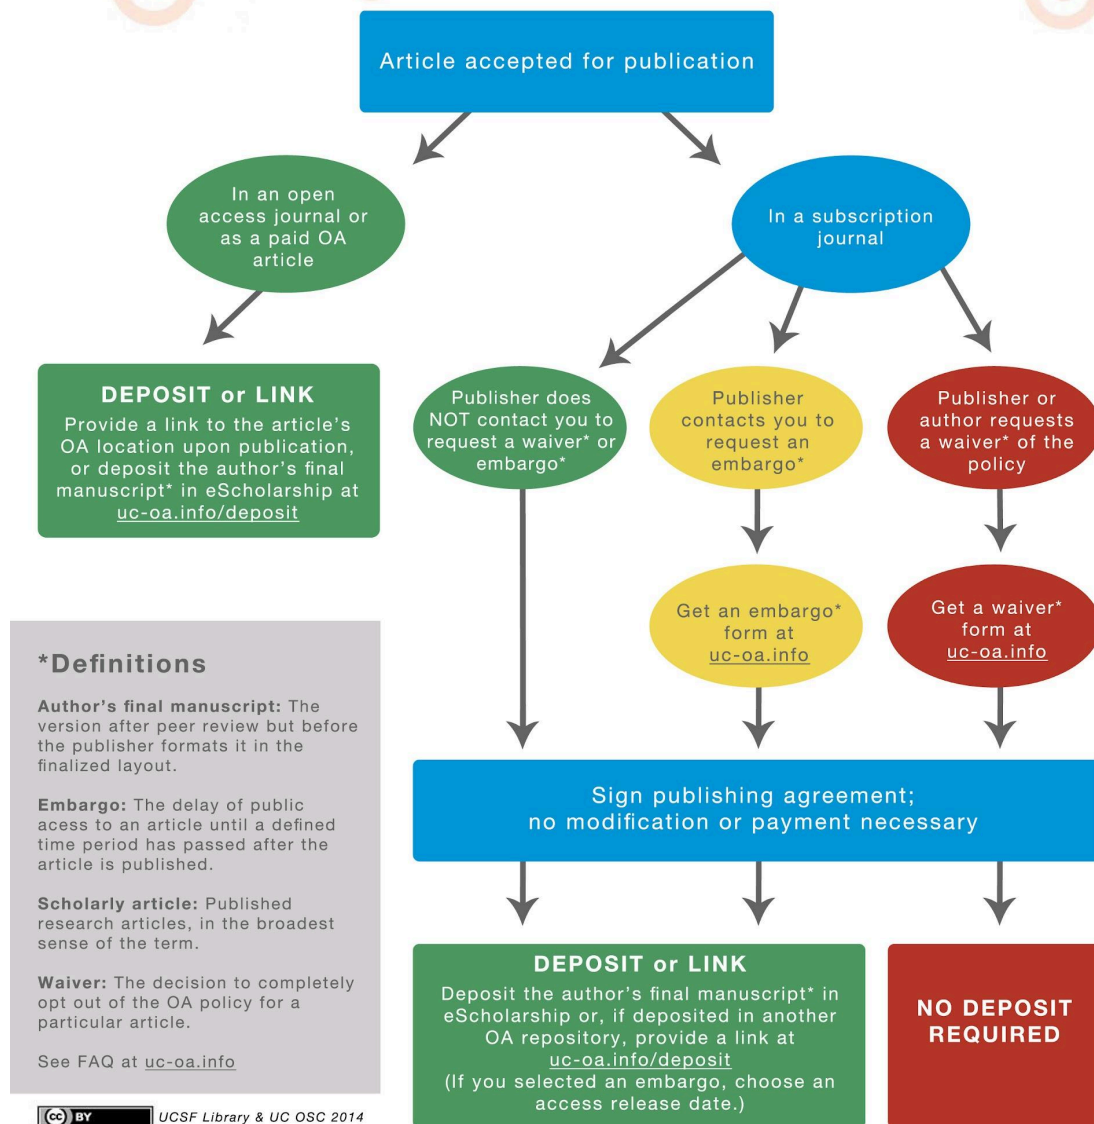 Article accepted for publication
In an open
access journal or
as a paid OA
article
In a subscription
journal
DEPOSIT or LINK
Provide a link to the article's
OA location upon publication,
or deposit the author's final
manuscript* in eScholarship at
uc-oa.info/deposit
Publisher does
NOT contact you to
request a waiver* or
embargo*
Publisher
contacts you to
request an
embargo*
Publisher or
author requests
a waiver* of the
policy
Get an embargo*
form at
uc-oa.info
Get a waiver*
form at
uc-oa.info
*Definitions
Author's final manuscript: The
version after peer review but before
the publisher formats it in the
finalized layout.
Embargo: The delay of public
acess to an article until a defined
time period has passed after the
article is published.
Scholarly article: Published
research articles, in the broadest
sense of the term.
Waiver: The decision to completely
opt out of the OA policy for a
particular article.
See FAQ at uc-oa.info
Sign publishing agreement;
no modification or payment necessary
DEPOSIT or LINK
Deposit the author's final manuscript* in
eScholarship or, if deposited in another
OA repository, provide a link at
uc-oa.info/deposit
(If you selected an embargo, choose an
access release date.)
NO DEPOSIT
REQUIRED
cc BY
UCSF Library & UC OSC 2014